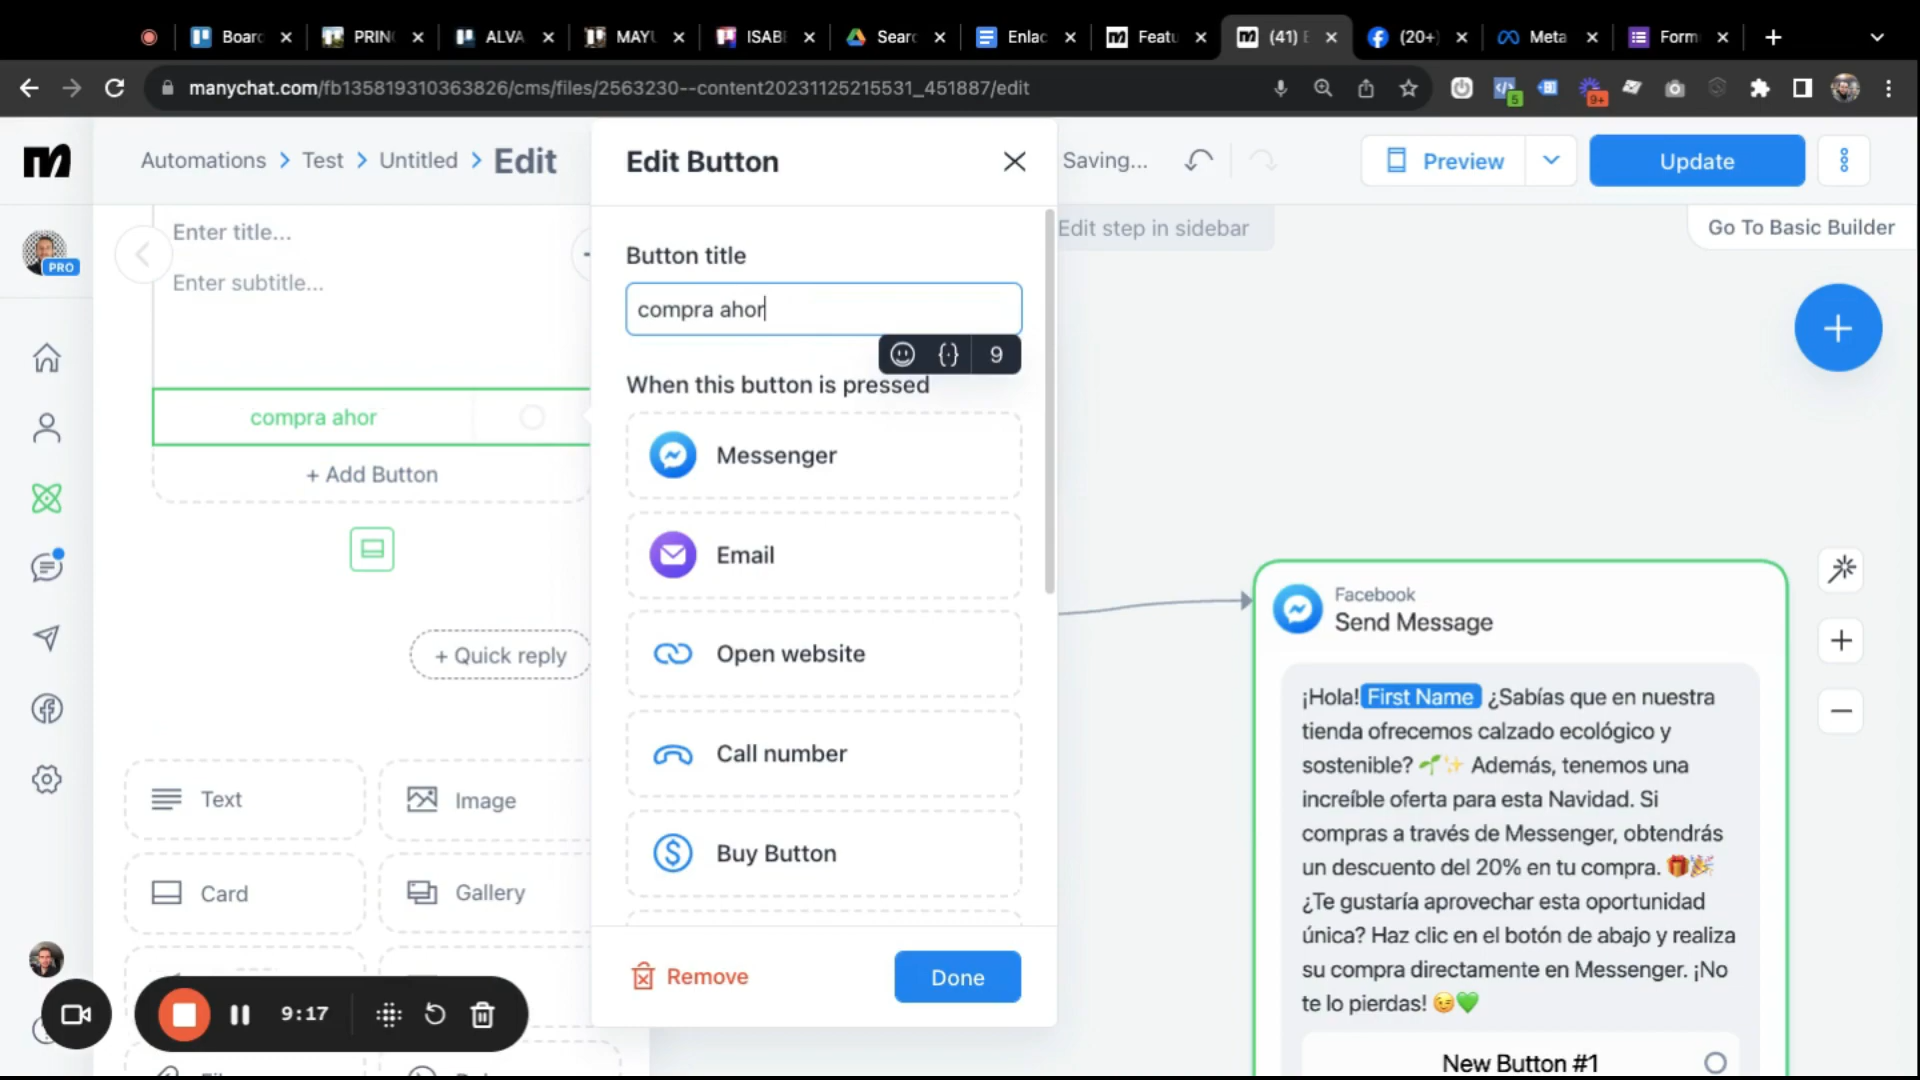 Board
PRIN
ALVA
MAYU
ISABE
Searc
Enlac
Featu
(41) E
(20+)
Meta
Form
manychat.com/fb135819310363826/cms/files/2563230--content20231125215531_451887/edit
5
9+
Automations > Test > Untitled > Edit
Edit Button
Saving...
Preview
Update
PRO
Enter title...
Enter subtitle...
Edit step in sidebar
Go To Basic Builder
Button title
compra ahor
9
When this button is pressed
compra ahor
+ Add Button
+ Quick reply
Messenger
Email
Open website
Call number
Buy Button
Remove
Done
Text
Image
Card
Gallery
9:17
Facebook
Send Message
¡Hola! First Name ¿Sabías que en nuestra
tienda ofrecemos calzado ecológico y
sostenible? 🌱✨ Además, tenemos una
increíble oferta para esta Navidad. Si
compras a través de Messenger, obtendrás
un descuento del 20% en tu compra. 🎁🎉
¿Te gustaría aprovechar esta oportunidad
única? Haz clic en el botón de abajo y realiza
su compra directamente en Messenger. ¡No
te lo pierdas! 😉💚
New Button #1